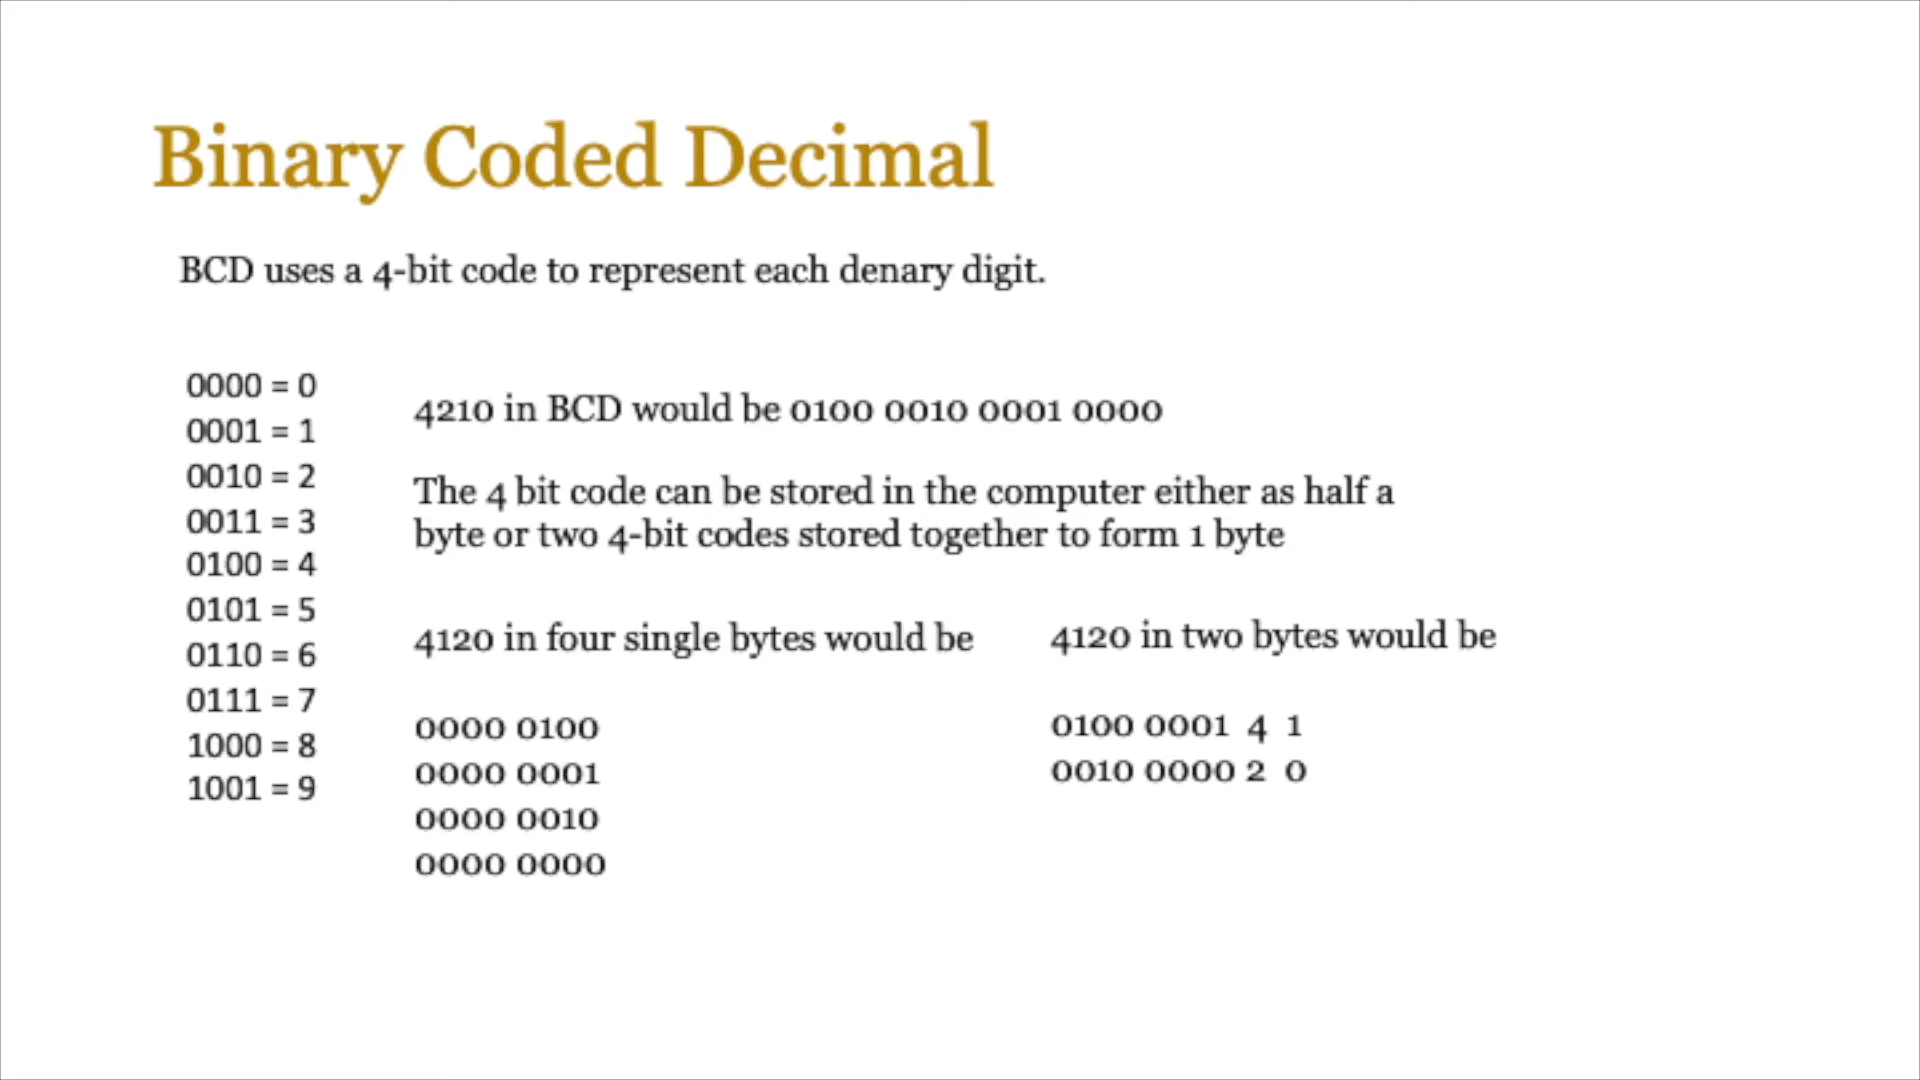 Binary Coded Decimal
BCD uses a 4-bit code to represent each denary digit.
0000 = 0
0001 = 1
0010 = 2
0011 = 3
0100 = 4
0101 = 5
0110 = 6
0111 = 7
1000 = 8
1001 = 9
4210 in BCD would be 0100 0010 0001 0000
The 4 bit code can be stored in the computer either as half a
byte or two 4-bit codes stored together to form 1 byte
4120 in four single bytes would be
0000 0100
0000 0001
0000 0010
0000 0000
4120 in two bytes would be
0100 0001 4 1
0010 0000 2 0